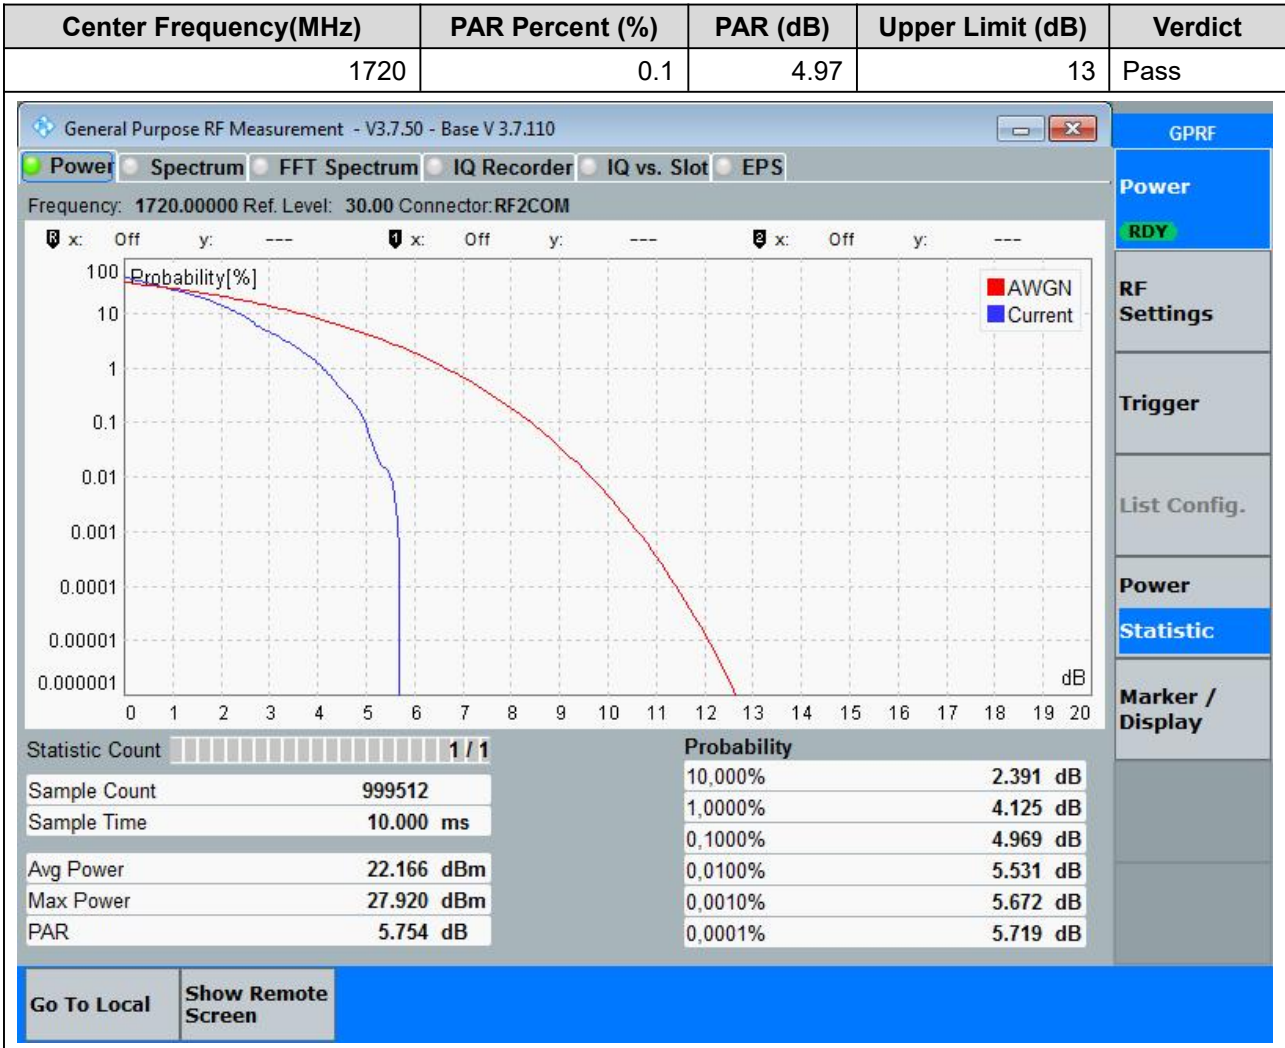 Center Frequency(MHz) PAR Percent (%) PAR (dB) Upper Limit (dB) Verdict
1720 0.1 4.97 13 Pass
General Purpose RF Measurement - V3.7.50 - Base V 3.7.110
GPRF
Power Spectrum FFT Spectrum IQ Recorder IQ vs. Slot EPS
Frequency: 1720.00000 Ref. Level: 30.00 Connector: RF2COM
R x: Off y: --- 1 x: Off y: --- 2 x: Off y: ---
Probability[%]
AWGN
Current
100
10
1
0.1
0.01
0.001
0.0001
0.00001
0.000001
dB
0 1 2 3 4 5 6 7 8 9 10 11 12 13 14 15 16 17 18 19 20
Statistic Count 1 / 1
Sample Count 999512
Sample Time 10.000 ms
Avg Power 22.166 dBm
Max Power 27.920 dBm
PAR 5.754 dB
Probability
10,000% 2.391 dB
1,0000% 4.125 dB
0,1000% 4.969 dB
0,0100% 5.531 dB
0,0010% 5.672 dB
0,0001% 5.719 dB
Power
RDY
RF
Settings
Trigger
List Config.
Power
Statistic
Marker /
Display
Go To Local
Show Remote
Screen